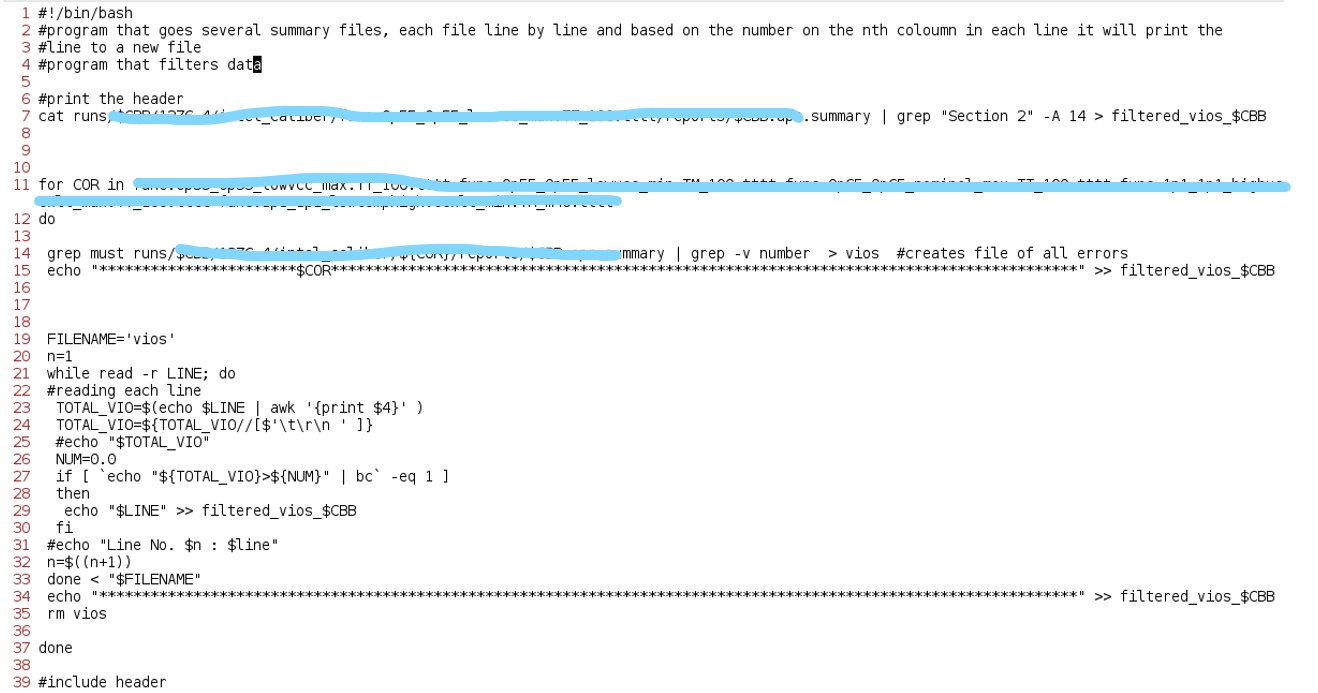 1 #!/bin/bash
2 #program that goes several summary files, each file line by line and based on the number on the nth coloumn in each line it will print the
3 #line to a new file
4 #program that filters data
5
6 #print the header
7 cat runs/ .summary | grep "Section 2" -A 14 > filtered_vios_$CBB
8
9
10
11 for COR in
12 do
13
14 grep must runs/ | grep -v number > vios #creates file of all errors
15 echo "***********************$COR***************************************************************************************" >> filtered_vios_$CBB
16
17
18
19 FILENAME='vios'
20 n=1
21 while read -r LINE; do
22 #reading each line
23 TOTAL_VIO=$(echo $LINE | awk '{print $4}' )
24 TOTAL_VIO=${TOTAL_VIO//[$'\t\r\n ' ]}
25 #echo "$TOTAL_VIO"
26 NUM=0.0
27 if [ `echo "${TOTAL_VIO}>${NUM}" | bc` -eq 1 ]
28 then
29 echo "$LINE" >> filtered_vios_$CBB
30 fi
31 #echo "Line No. $n : $line"
32 n=$((n+1))
33 done < "$FILENAME"
34 echo "******************************************************************************************************************" >> filtered_vios_$CBB
35 rm vios
36
37 done
38
39 #include header